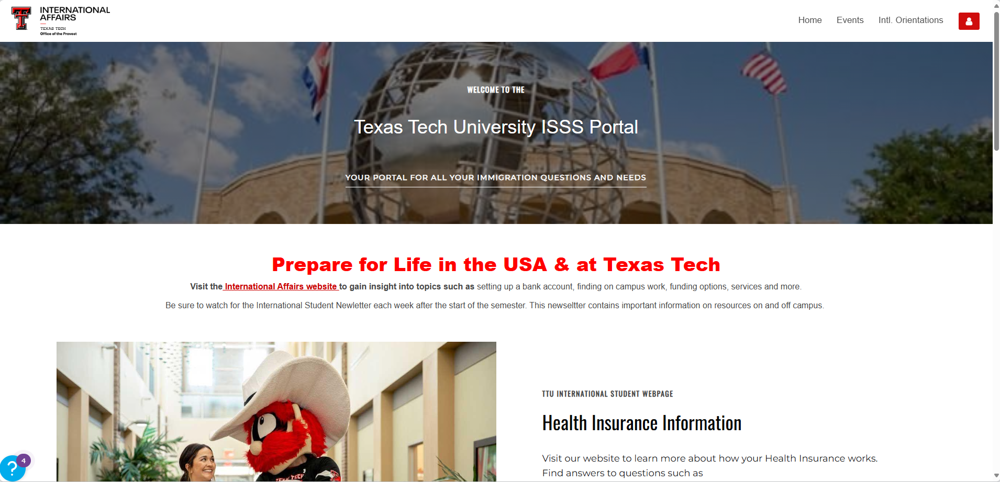 INTERNATIONAL
AFFAIRS
TEXAS TECH
Office of the Provost
Home
Events
Intl. Orientations
WELCOME TO THE
Texas Tech University ISSS Portal
YOUR PORTAL FOR ALL YOUR IMMIGRATION QUESTIONS AND NEEDS
Prepare for Life in the USA & at Texas Tech
Visit the International Affairs website to gain insight into topics such as setting up a bank account, finding on campus work, funding options, services and more.
Be sure to watch for the International Student Newletter each week after the start of the semester. This newseltter contains important information on resources on and off campus.
TTU INTERNATIONAL STUDENT WEBPAGE
Health Insurance Information
Visit our website to learn more about how your Health Insurance works.
Find answers to questions such as
TEXAS TECH
? 4